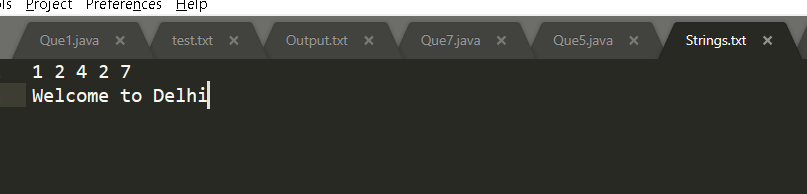 Project Preferences Help
Que1.java × test.txt × Output.txt × Que7.java × Que5.java × Strings.txt ×
1 2 4 2 7
Welcome to Delhi